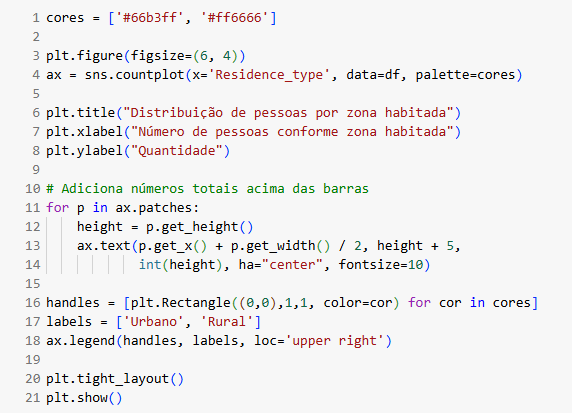 1 cores = ['#66b3ff', '#ff6666']
2
3 plt.figure(figsize=(6, 4))
4 ax = sns.countplot(x='Residence_type', data=df, palette=cores)
5
6 plt.title("Distribuição de pessoas por zona habitada")
7 plt.xlabel("Número de pessoas conforme zona habitada")
8 plt.ylabel("Quantidade")
9
10 # Adiciona números totais acima das barras
11 for p in ax.patches:
12     height = p.get_height()
13     ax.text(p.get_x() + p.get_width() / 2, height + 5,
14             int(height), ha="center", fontsize=10)
15
16 handles = [plt.Rectangle((0,0),1,1, color=cor) for cor in cores]
17 labels = ['Urbano', 'Rural']
18 ax.legend(handles, labels, loc='upper right')
19
20 plt.tight_layout()
21 plt.show()